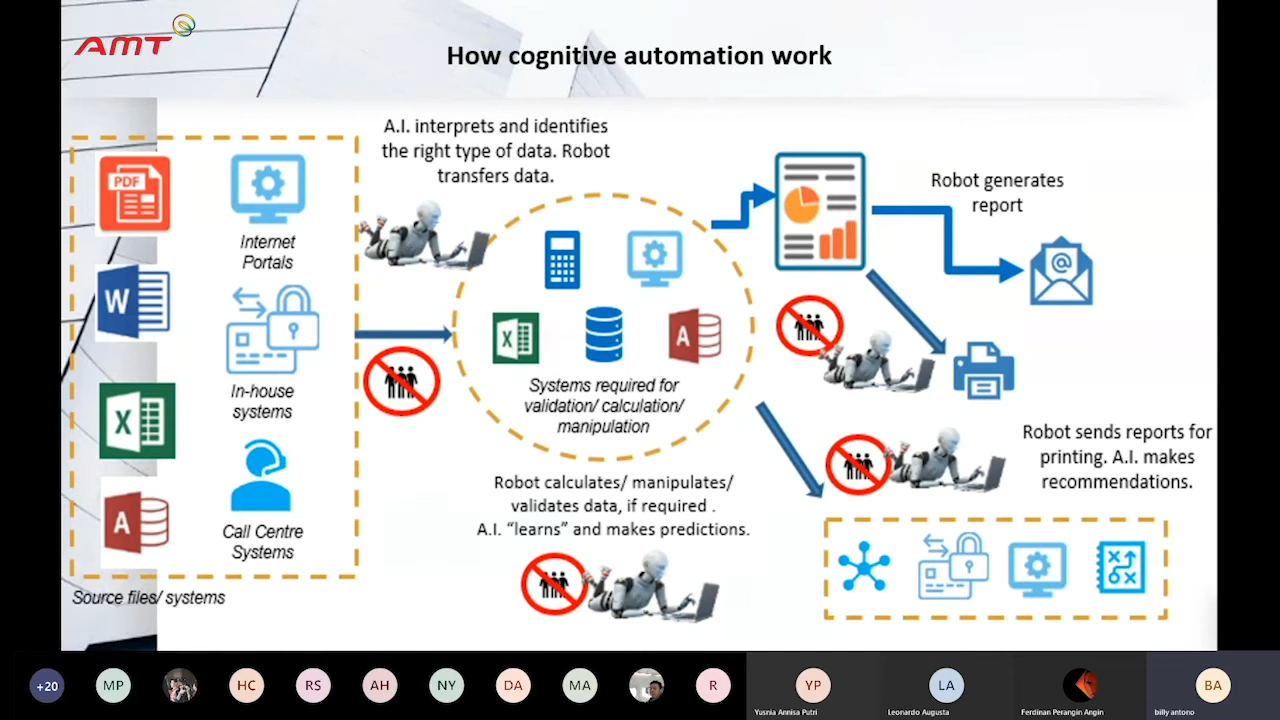 AMT
How cognitive automation work
A.I. interprets and identifies
the right type of data. Robot
transfers data.
PDF
W
X
A
Internet
Portals
In-house
systems
Call Centre
Systems
Source files/ systems
X
A
Systems required for
validation/ calculation/
manipulation
Robot calculates/ manipulates/
validates data, if required .
A.I. “learns” and makes predictions.
Robot generates
report
@
Robot sends reports for
printing. A.I. makes
recommendations.
+20
MP
HC
RS
AH
NY
DA
MA
R
YP
Yusnia Annisa Putri
LA
Leonardo Augusta
Ferdinan Perangin Angin
BA
billy antono